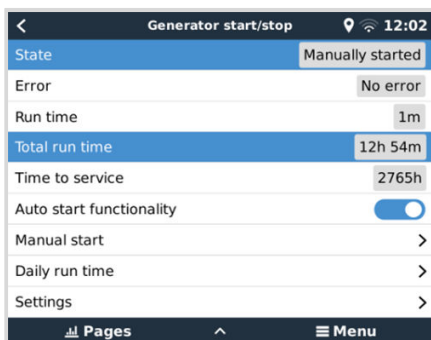 Generator start/stop 12:02
State Manually started
Error No error
Run time 1m
Total run time 12h 54m
Time to service 2765h
Auto start functionality
Manual start
Daily run time
Settings
Pages Menu